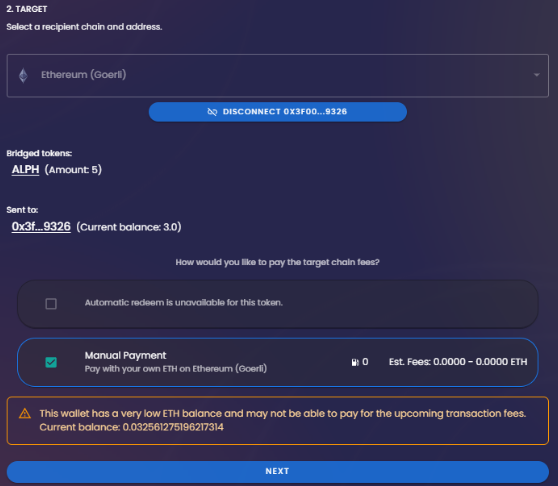 2. TARGET
Select a recipient chain and address.
Ethereum (Goerli)
DISCONNECT 0X3F00...9326
Bridged tokens:
ALPH (Amount: 5)
Sent to:
0x3f...9326 (Current balance: 3.0)
How would you like to pay the target chain fees?
Automatic redeem is unavailable for this token.
Manual Payment
Pay with your own ETH on Ethereum (Goerli)
0 Est. Fees: 0.0000 - 0.0000 ETH
This wallet has a very low ETH balance and may not be able to pay for the upcoming transaction fees.
Current balance: 0.032561275196217314
NEXT